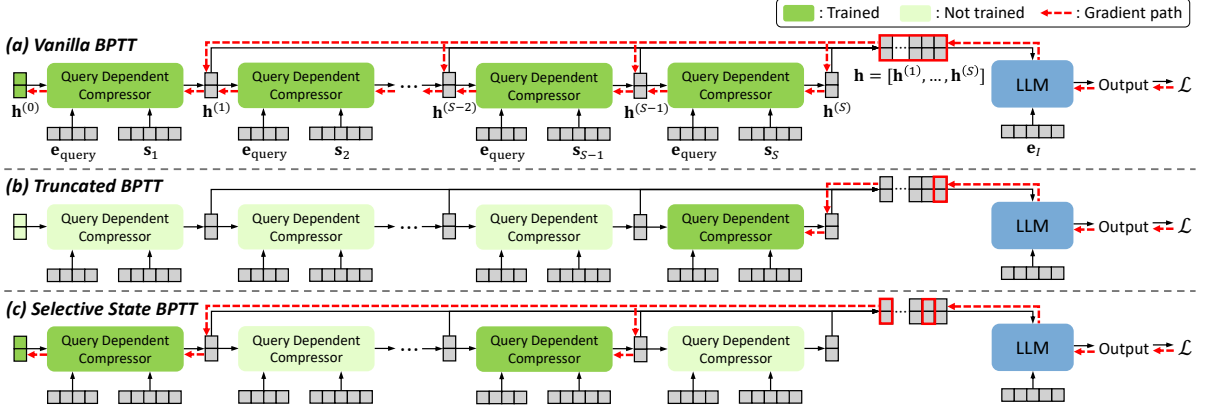 : Trained : Not trained : Gradient path
(a) Vanilla BPTT
Query Dependent Compressor
Query Dependent Compressor
...
Query Dependent Compressor
Query Dependent Compressor
...
h = [h^(1), ..., h^(S)]
LLM
Output
ℒ
h^(0)
h^(1)
h^(S−2)
h^(S−1)
h^(S)
e_query
s_1
e_query
s_2
e_query
s_{S−1}
e_query
s_S
e_I
(b) Truncated BPTT
Query Dependent Compressor
Query Dependent Compressor
...
Query Dependent Compressor
Query Dependent Compressor
...
LLM
Output
ℒ
(c) Selective State BPTT
Query Dependent Compressor
Query Dependent Compressor
...
Query Dependent Compressor
Query Dependent Compressor
...
LLM
Output
ℒ